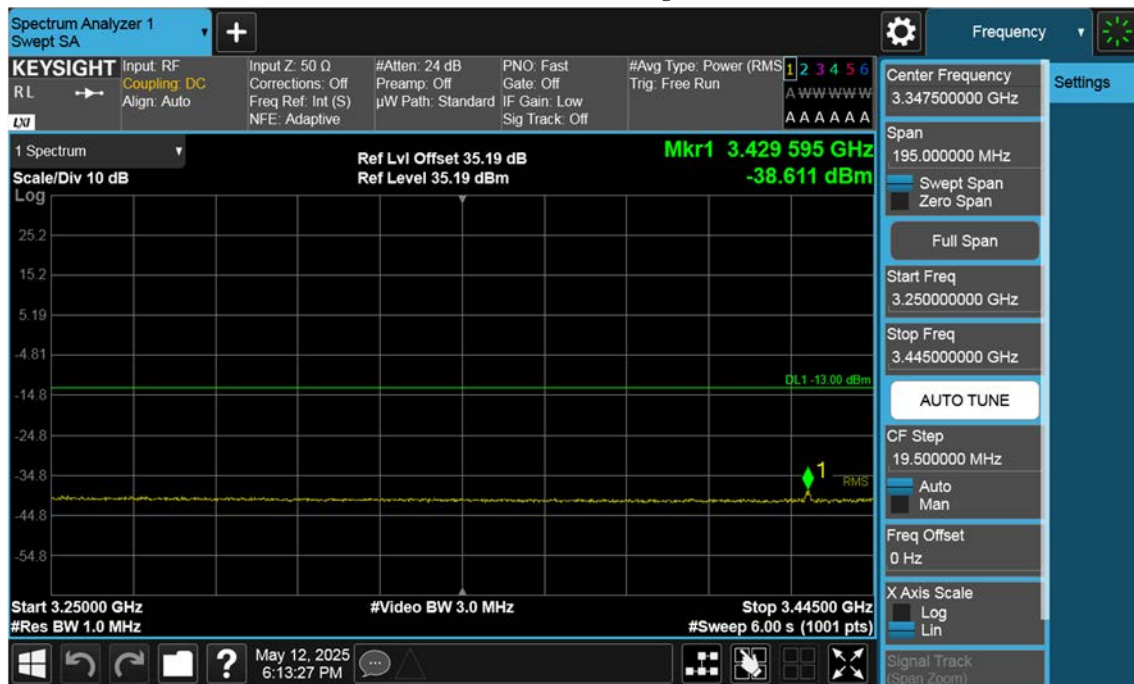 Spectrum Analyzer 1
Swept SA
Frequency
KEYSIGHT
RL
LXI
Input: RF
Coupling: DC
Align: Auto
Input Z: 50 Ω
Corrections: Off
Freq Ref: Int (S)
NFE: Adaptive
#Atten: 24 dB
Preamp: Off
µW Path: Standard
PNO: Fast
Gate: Off
IF Gain: Low
Sig Track: Off
#Avg Type: Power (RMS
Trig: Free Run
1 2 3 4 5 6
A W W W W W
A A A A A A
1 Spectrum
Scale/Div 10 dB
Ref Lvl Offset 35.19 dB
Ref Level 35.19 dBm
Mkr1 3.429 595 GHz
-38.611 dBm
Log
25.2
15.2
5.19
-4.81
DL1 -13.00 dBm
-14.8
-24.8
-34.8
1
RMS
-44.8
-54.8
Start 3.25000 GHz
#Res BW 1.0 MHz
#Video BW 3.0 MHz
Stop 3.44500 GHz
#Sweep 6.00 s (1001 pts)
Center Frequency
3.347500000 GHz
Span
195.000000 MHz
Swept Span
Zero Span
Full Span
Start Freq
3.250000000 GHz
Stop Freq
3.445000000 GHz
AUTO TUNE
CF Step
19.500000 MHz
Auto
Man
Freq Offset
0 Hz
X Axis Scale
Log
Lin
Signal Track
(Span Zoom)
Settings
?
May 12, 2025
6:13:27 PM